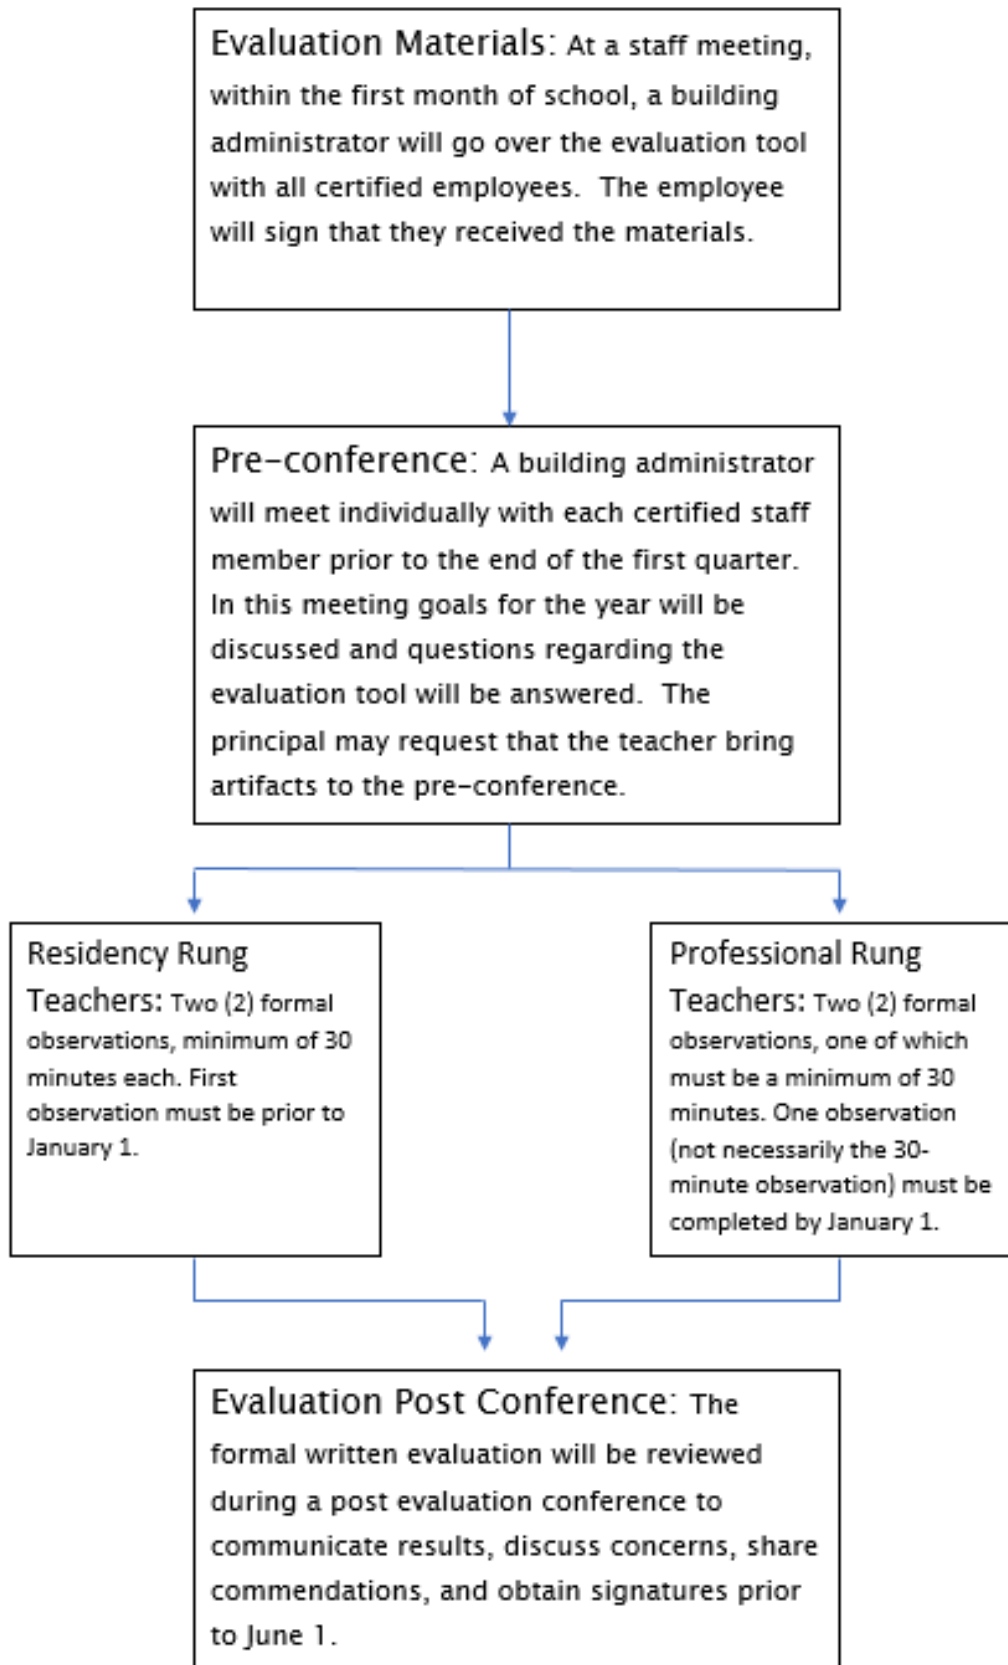 Evaluation Materials: At a staff meeting,
within the first month of school, a building
administrator will go over the evaluation tool
with all certified employees.  The employee
will sign that they received the materials.
Pre-conference: A building administrator
will meet individually with each certified staff
member prior to the end of the first quarter.
In this meeting goals for the year will be
discussed and questions regarding the
evaluation tool will be answered.  The
principal may request that the teacher bring
artifacts to the pre-conference.
Residency Rung
Teachers: Two (2) formal
observations, minimum of 30
minutes each. First
observation must be prior to
January 1.
Professional Rung
Teachers: Two (2) formal
observations, one of which
must be a minimum of 30
minutes. One observation
(not necessarily the 30-
minute observation) must be
completed by January 1.
Evaluation Post Conference: The
formal written evaluation will be reviewed
during a post evaluation conference to
communicate results, discuss concerns, share
commendations, and obtain signatures prior
to June 1.